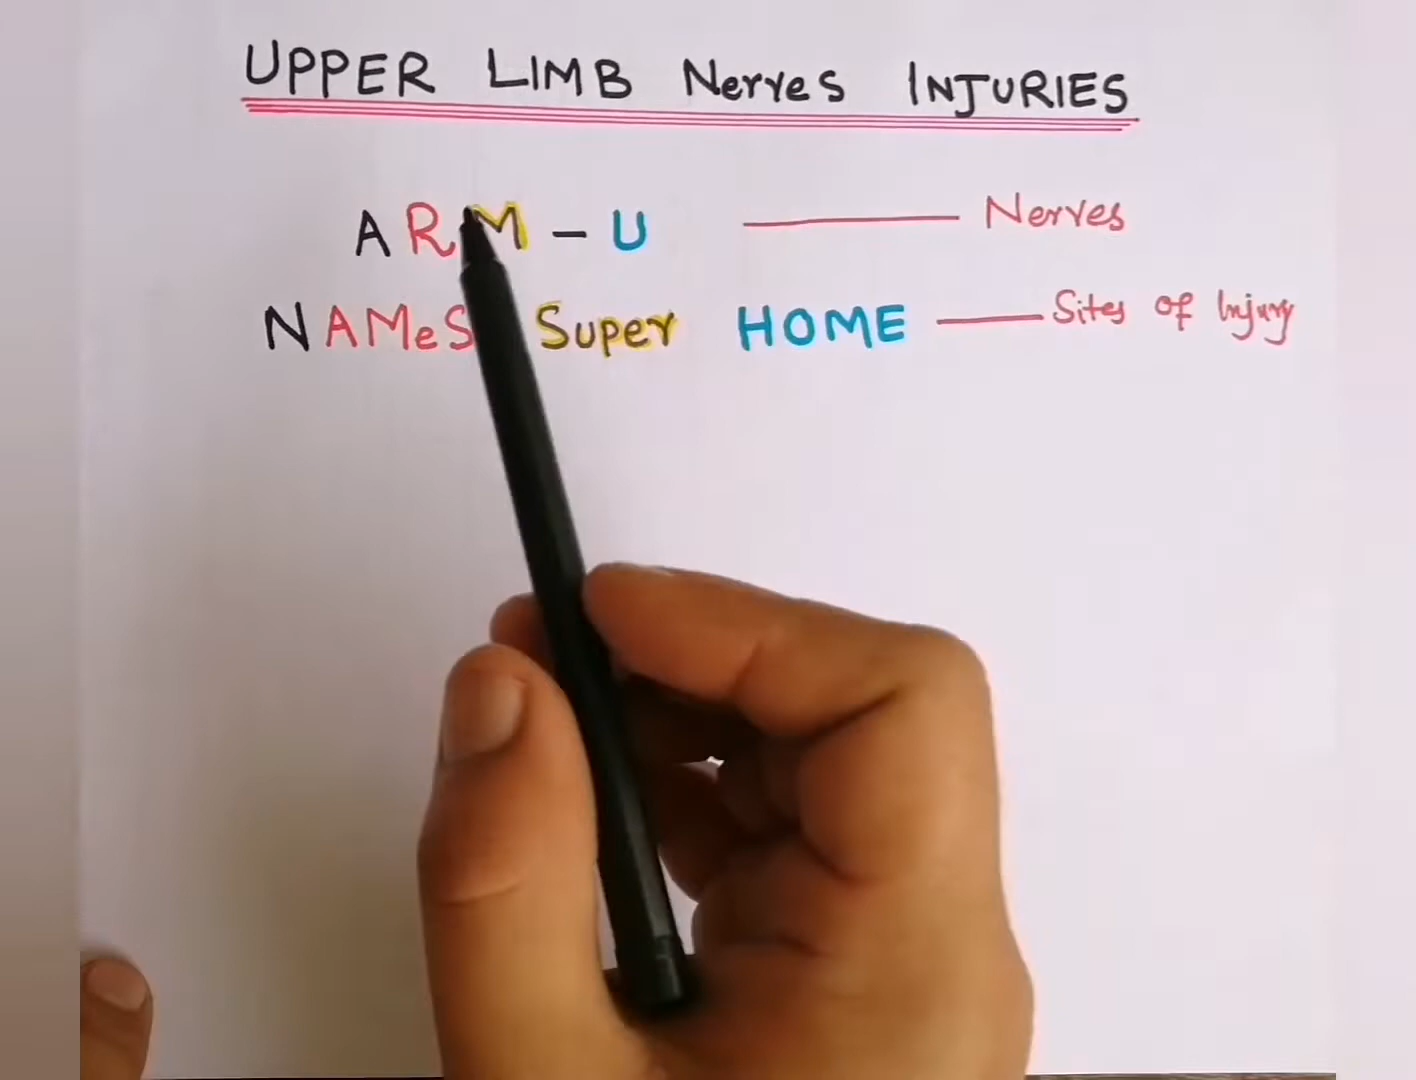 UPPER LIMB Nerves INJURIES
ARM - U — Nerves
NAMeS Super HOME — Sites of Injury